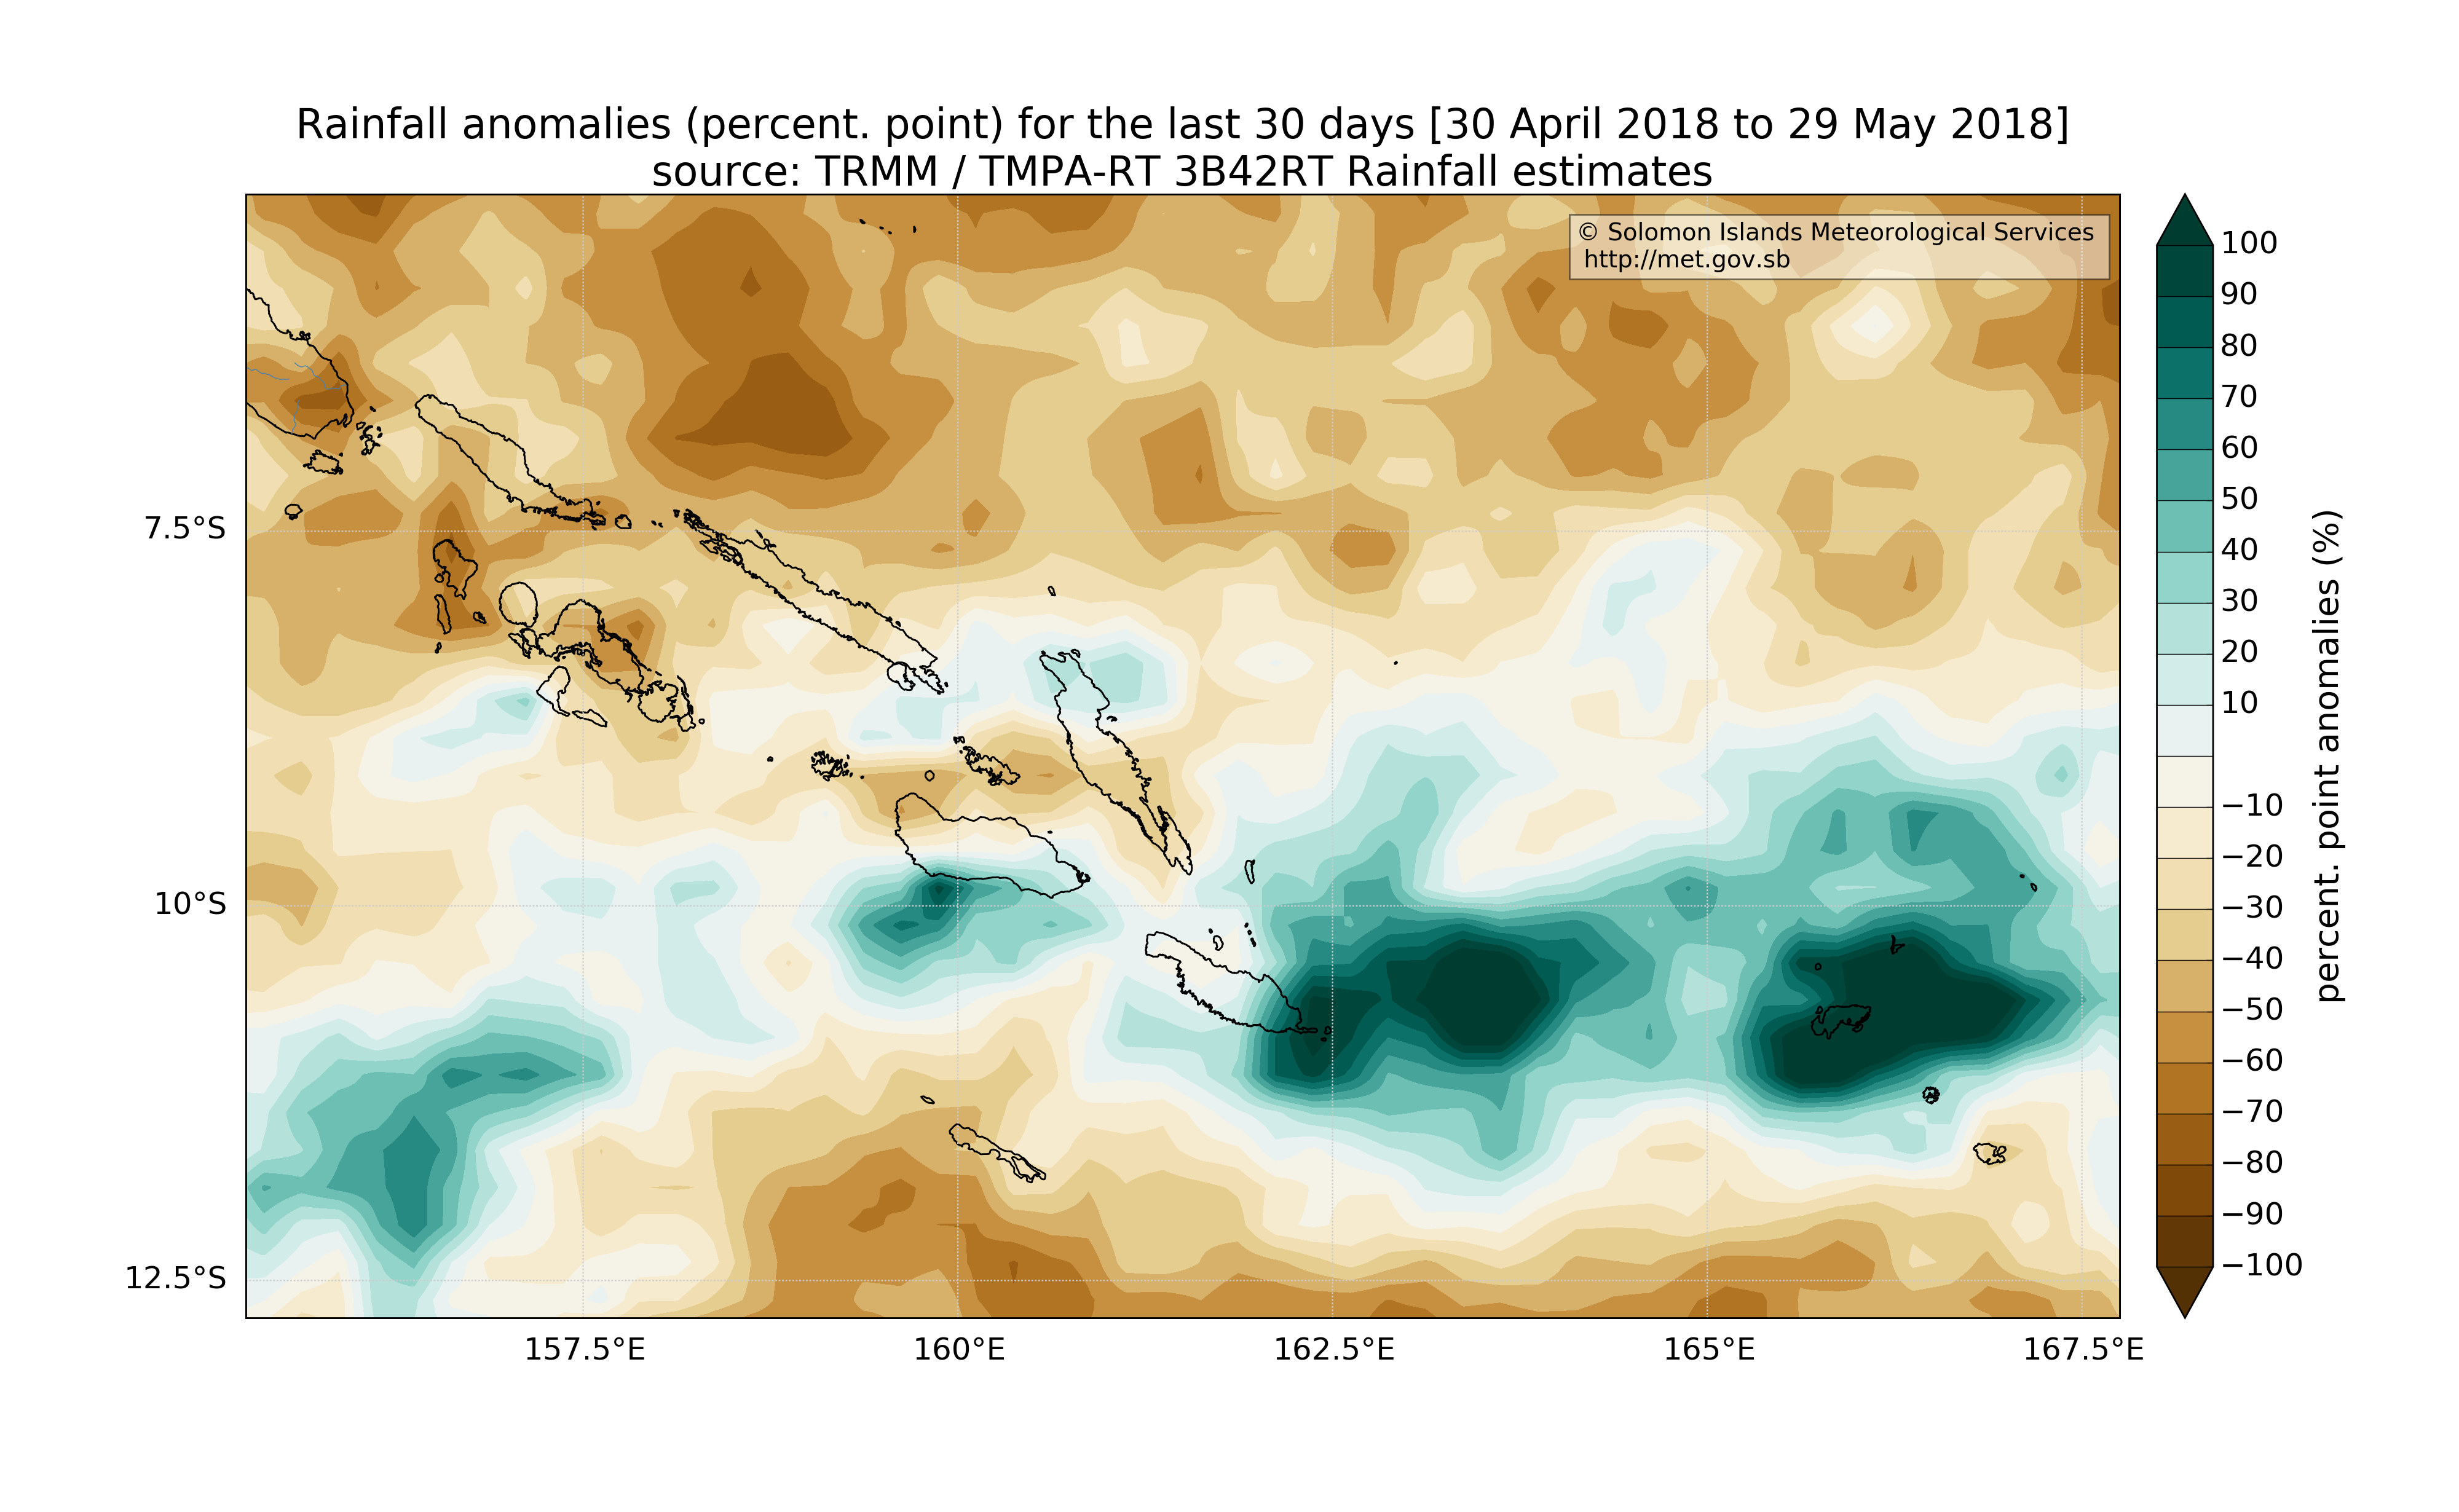 Rainfall anomalies (percent. point) for the last 30 days [30 April 2018 to 29 May 2018]
source: TRMM / TMPA-RT 3B42RT Rainfall estimates
© Solomon Islands Meteorological Services
http://met.gov.sb
7.5°S
10°S
12.5°S
157.5°E
160°E
162.5°E
165°E
167.5°E
100
90
80
70
60
50
40
30
20
10
−10
−20
−30
−40
−50
−60
−70
−80
−90
−100
percent. point anomalies (%)